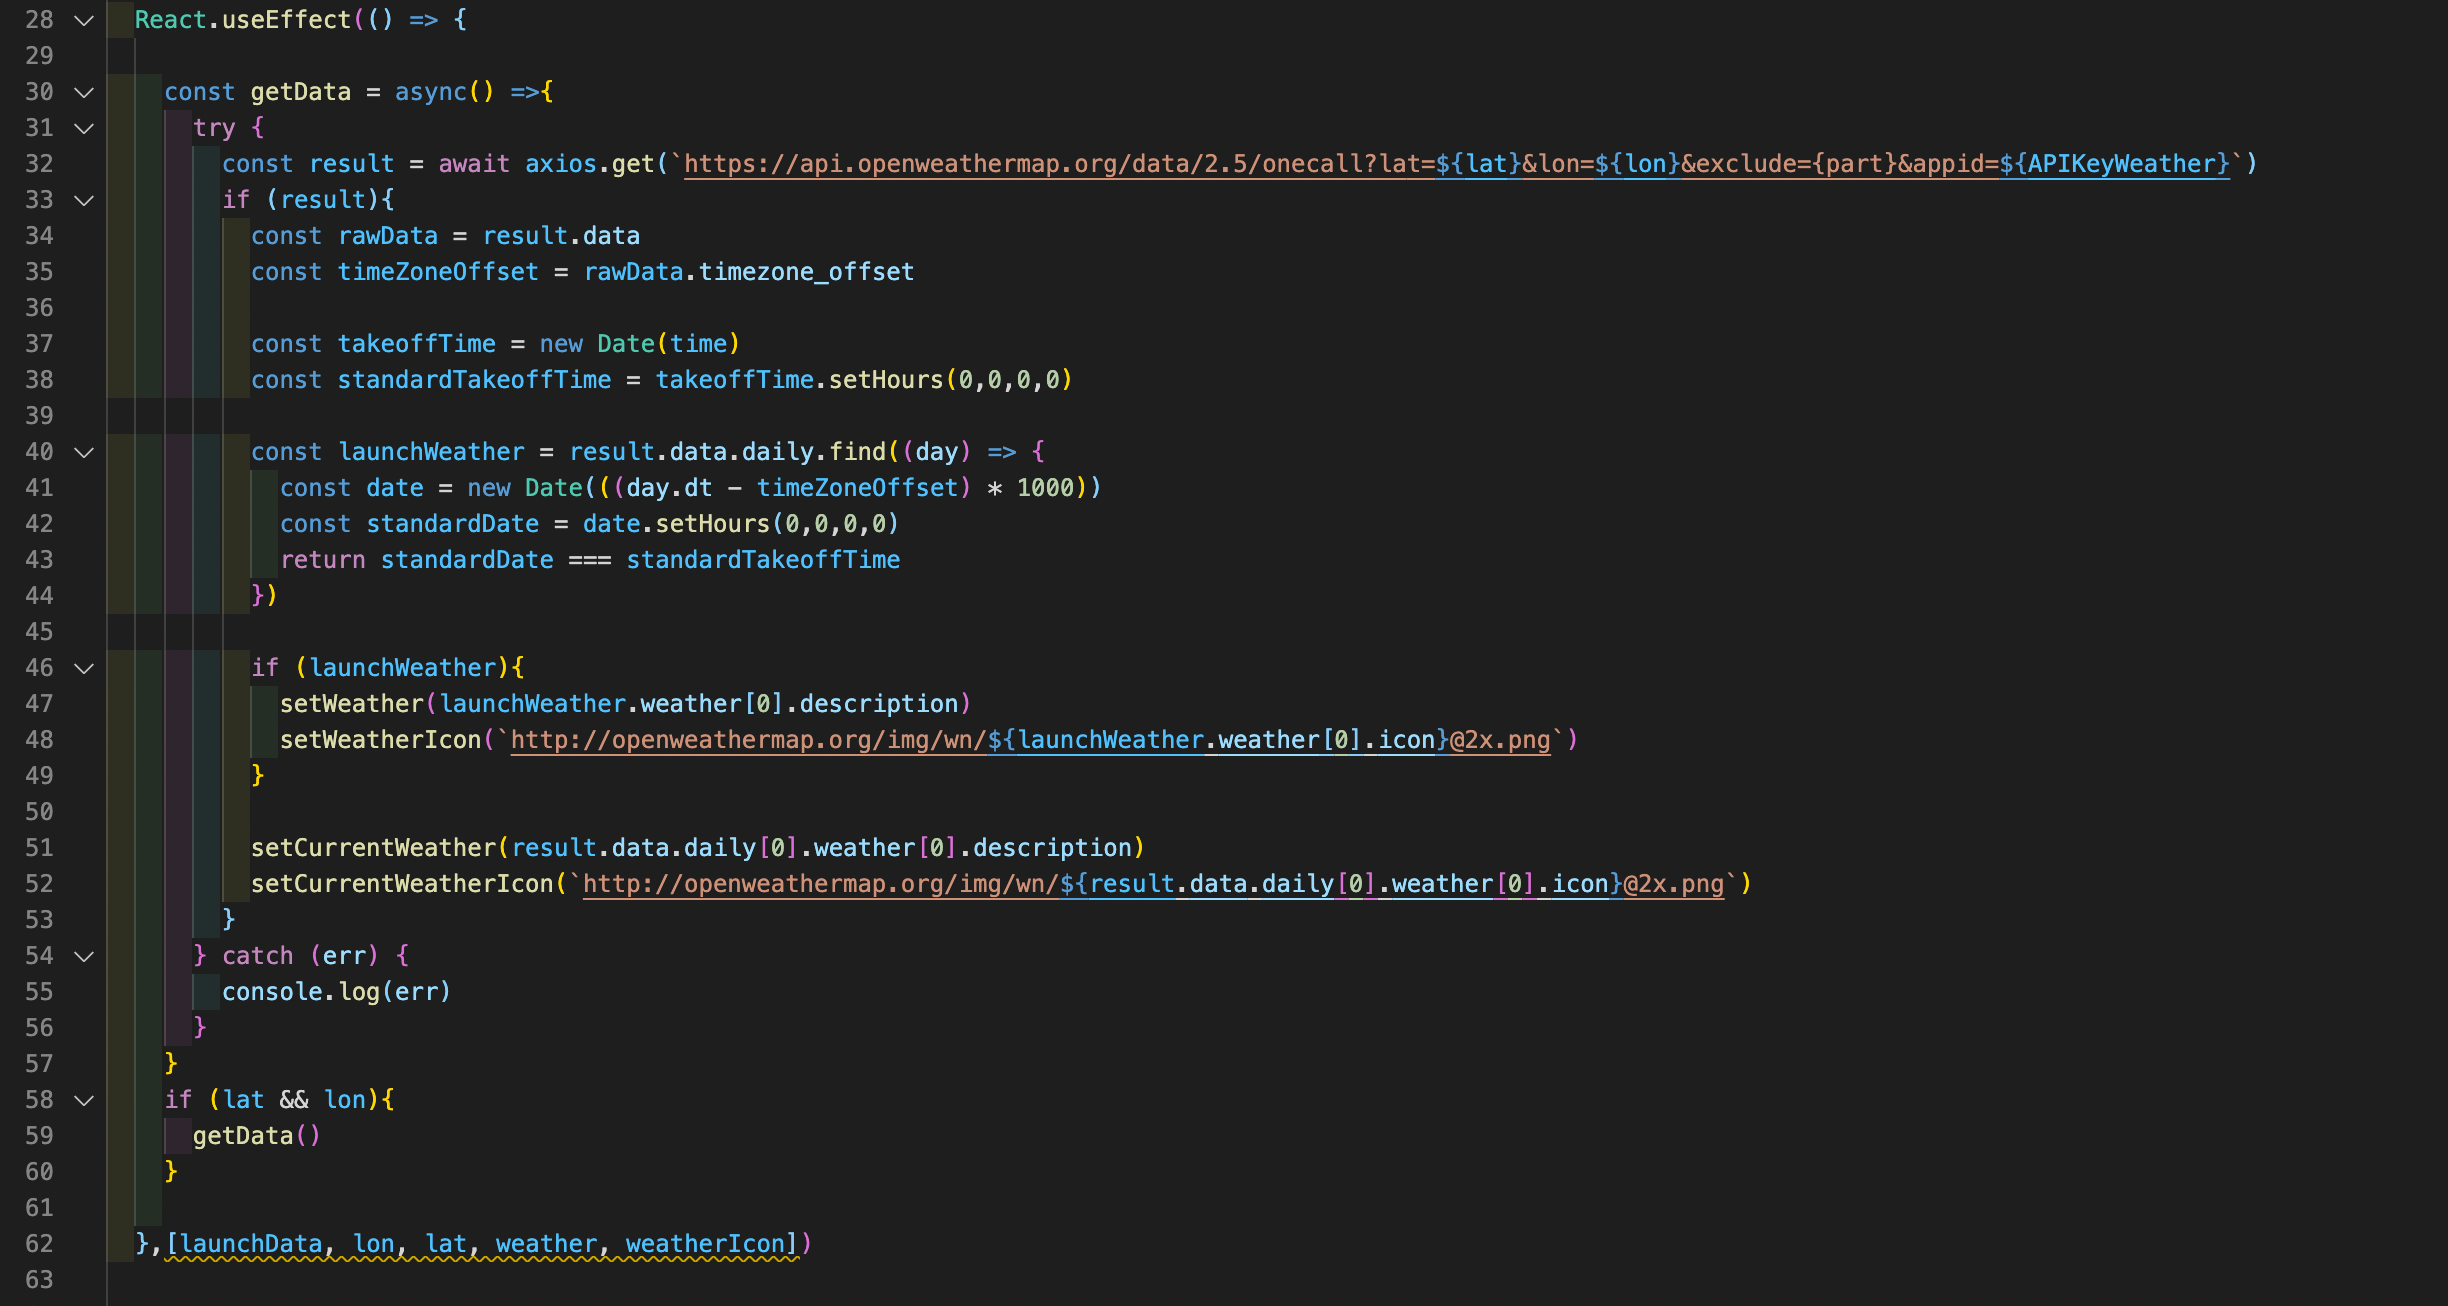 28 React.useEffect(() => {
29
30 const getData = async() =>{
31 try {
32 const result = await axios.get(`https://api.openweathermap.org/data/2.5/onecall?lat=${lat}&lon=${lon}&exclude={part}&appid=${APIKeyWeather}`)
33 if (result){
34 const rawData = result.data
35 const timeZoneOffset = rawData.timezone_offset
36
37 const takeoffTime = new Date(time)
38 const standardTakeoffTime = takeoffTime.setHours(0,0,0,0)
39
40 const launchWeather = result.data.daily.find((day) => {
41 const date = new Date(((day.dt - timeZoneOffset) * 1000))
42 const standardDate = date.setHours(0,0,0,0)
43 return standardDate === standardTakeoffTime
44 })
45
46 if (launchWeather){
47 setWeather(launchWeather.weather[0].description)
48 setWeatherIcon(`http://openweathermap.org/img/wn/${launchWeather.weather[0].icon}@2x.png`)
49 }
50
51 setCurrentWeather(result.data.daily[0].weather[0].description)
52 setCurrentWeatherIcon(`http://openweathermap.org/img/wn/${result.data.daily[0].weather[0].icon}@2x.png`)
53 }
54 } catch (err) {
55 console.log(err)
56 }
57 }
58 if (lat && lon){
59 getData()
60 }
61
62 },[launchData, lon, lat, weather, weatherIcon])
63